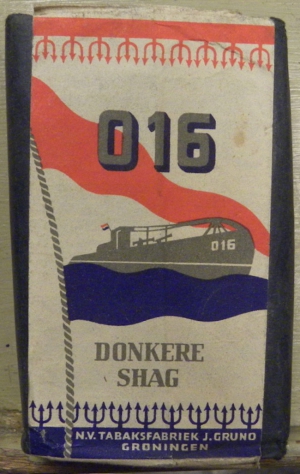 016
016
DONKERE
SHAG
N.V. TABAKSFABRIEK J. GRUNO
GRONINGEN